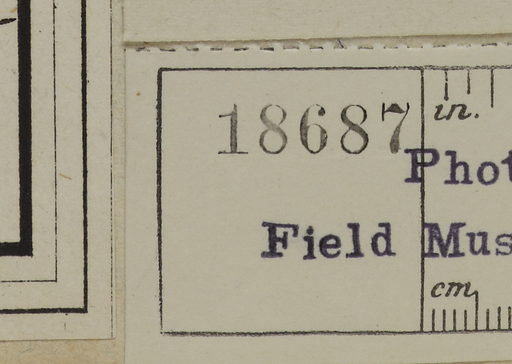 18687
in.
Phot
Field Mus
cm